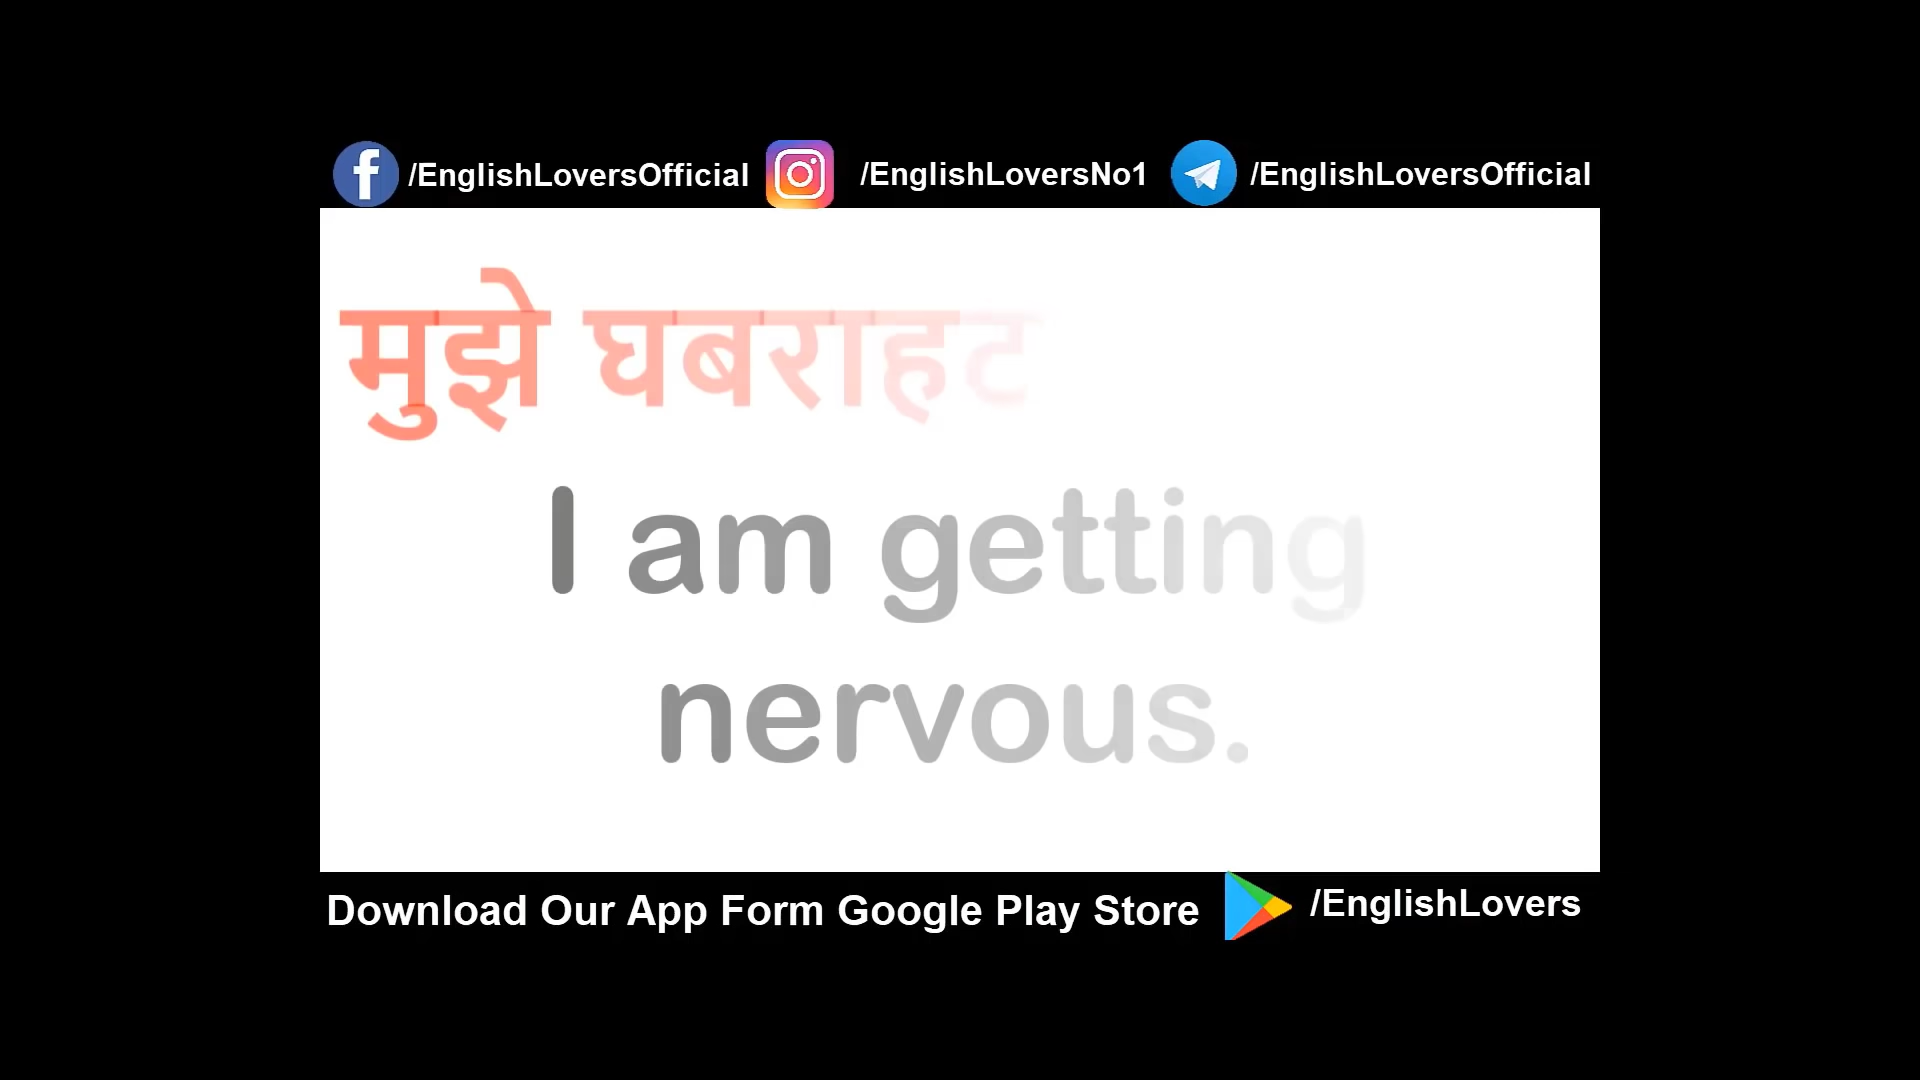 /EnglishLoversOfficial /EnglishLoversNo1 /EnglishLoversOfficial
मुझे घबराहट
I am getting
nervous.
Download Our App Form Google Play Store /EnglishLovers